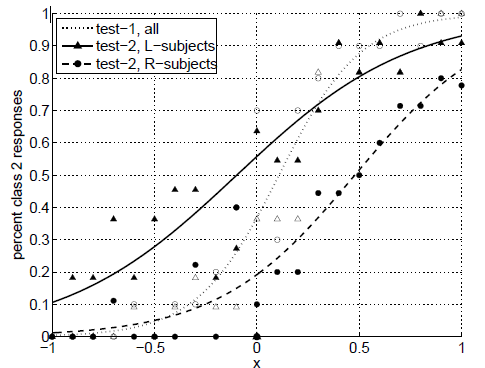 1
test−1, all
0.9
test−2, L−subjects
test−2, R−subjects
0.8
0.7
0.6
0.5
0.4
0.3
0.2
0.1
0
percent class 2 responses
−1 −0.5 0 0.5 1
x